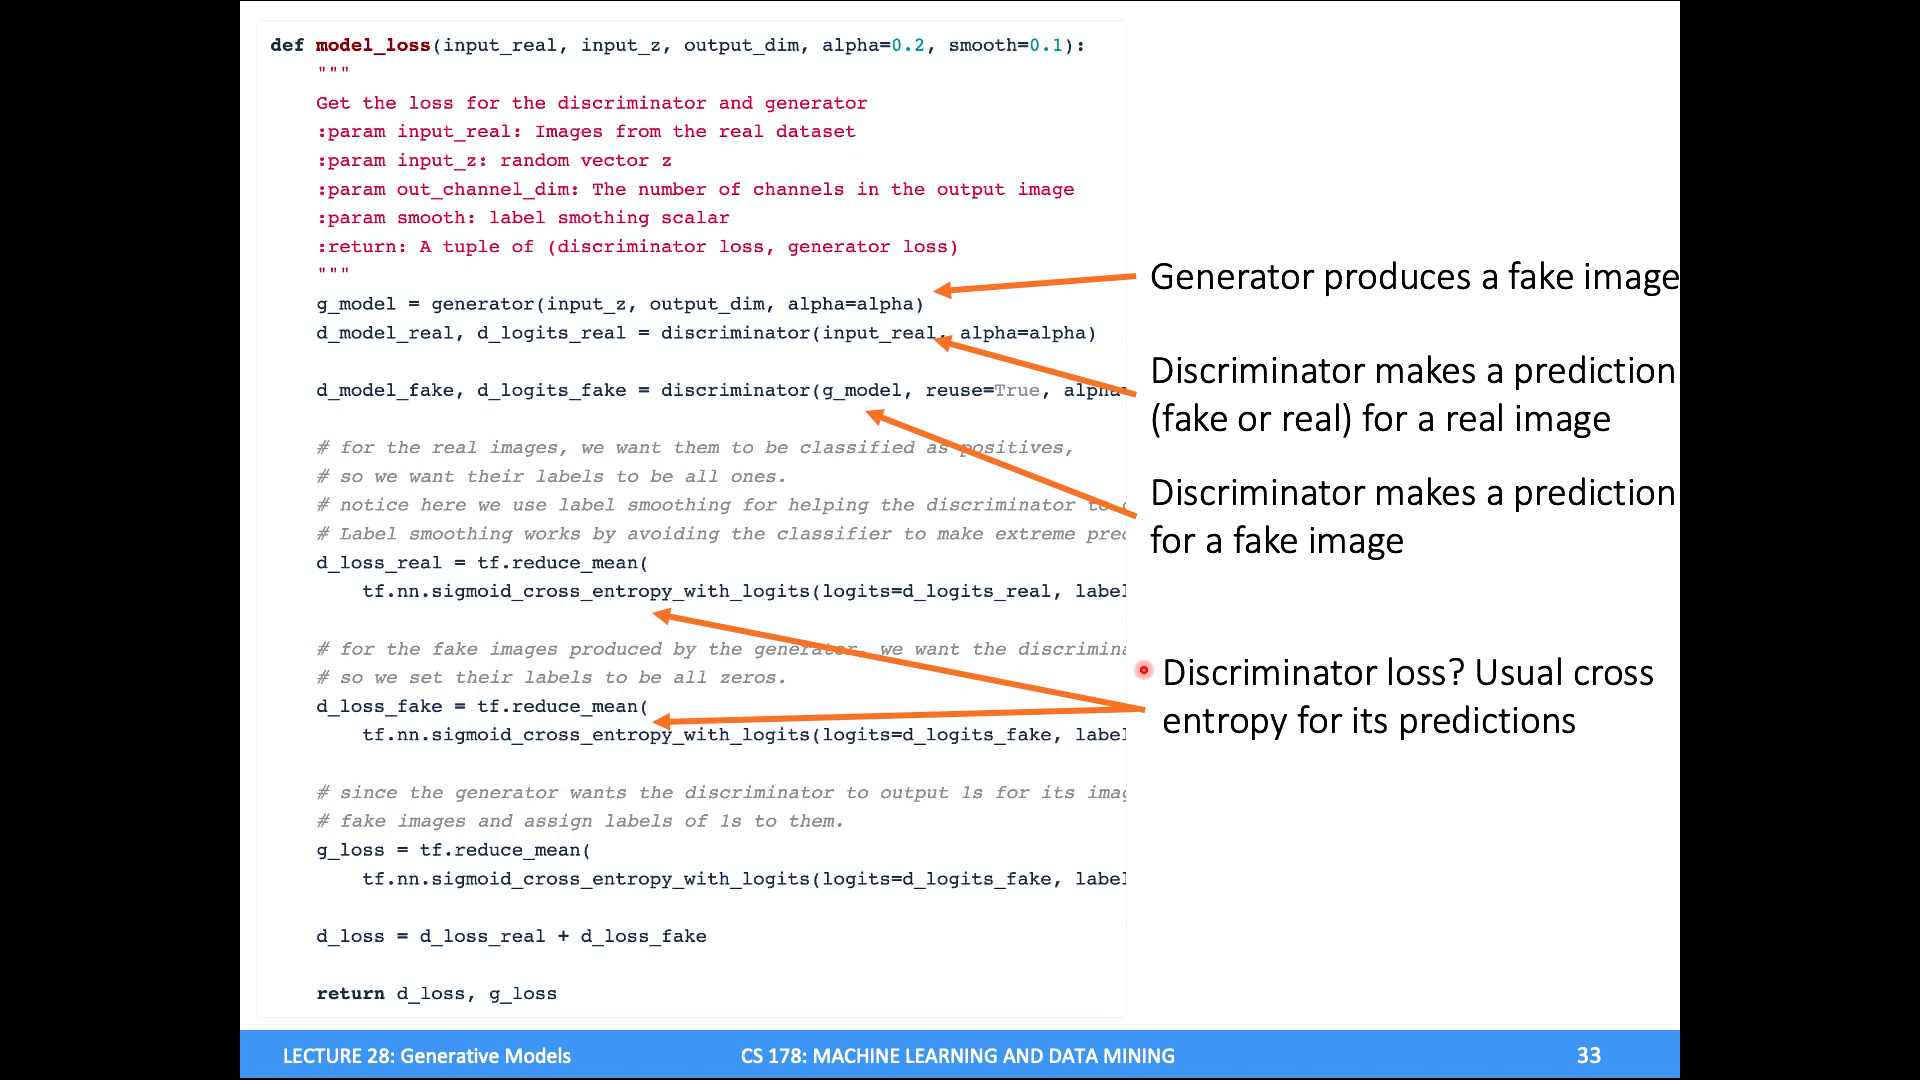 def model_loss(input_real, input_z, output_dim, alpha=0.2, smooth=0.1):
"""
Get the loss for the discriminator and generator
:param input_real: Images from the real dataset
:param input_z: random vector z
:param out_channel_dim: The number of channels in the output image
:param smooth: label smothing scalar
:return: A tuple of (discriminator loss, generator loss)
"""
g_model = generator(input_z, output_dim, alpha=alpha)
d_model_real, d_logits_real = discriminator(input_real, alpha=alpha)
d_model_fake, d_logits_fake = discriminator(g_model, reuse=True, alpha=
# for the real images, we want them to be classified as positives,
# so we want their labels to be all ones.
# notice here we use label smoothing for helping the discriminator to
# Label smoothing works by avoiding the classifier to make extreme
d_loss_real = tf.reduce_mean(
tf.nn.sigmoid_cross_entropy_with_logits(logits=d_logits_real,
# for the fake images produced by the generator, we want the
# so we set their labels to be all zeros.
d_loss_fake = tf.reduce_mean(
tf.nn.sigmoid_cross_entropy_with_logits(logits=d_logits_fake,
# since the generator wants the discriminator to output 1s for its
# fake images and assign labels of 1s to them.
g_loss = tf.reduce_mean(
tf.nn.sigmoid_cross_entropy_with_logits(logits=d_logits_fake,
d_loss = d_loss_real + d_loss_fake
return d_loss, g_loss
Generator produces a fake image
Discriminator makes a prediction
(fake or real) for a real image
Discriminator makes a prediction
for a fake image
Discriminator loss? Usual cross
entropy for its predictions
LECTURE 28: Generative Models
CS 178: MACHINE LEARNING AND DATA MINING
33